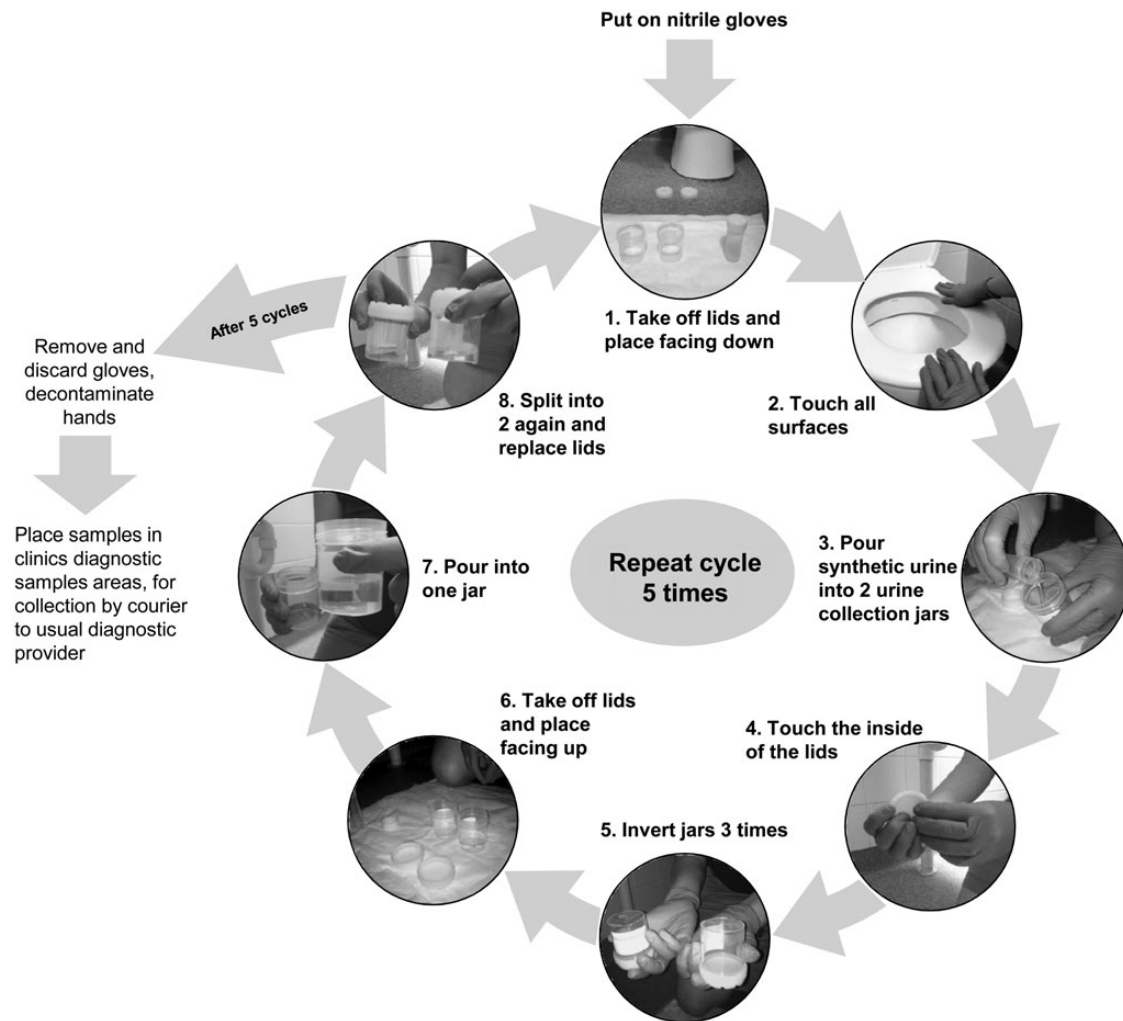 Put on nitrile gloves
1. Take off lids and
place facing down
2. Touch all
surfaces
3. Pour
synthetic urine
into 2 urine
collection jars
4. Touch the inside
of the lids
5. Invert jars 3 times
6. Take off lids
and place
facing up
7. Pour into
one jar
8. Split into
2 again and
replace lids
Repeat cycle
5 times
After 5 cycles
Remove and
discard gloves,
decontaminate
hands
Place samples in
clinics diagnostic
samples areas, for
collection by courier
to usual diagnostic
provider